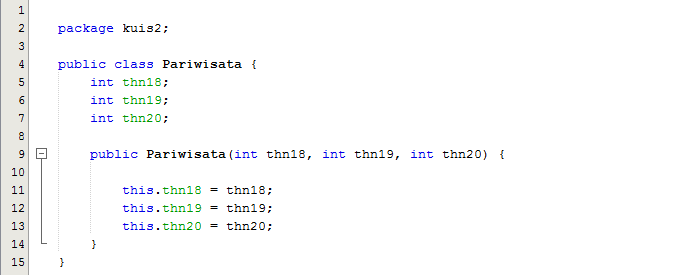 1
2 package kuis2;
3
4 public class Pariwisata {
5 int thn18;
6 int thn19;
7 int thn20;
8
9 public Pariwisata(int thn18, int thn19, int thn20) {
10
11 this.thn18 = thn18;
12 this.thn19 = thn19;
13 this.thn20 = thn20;
14 }
15 }